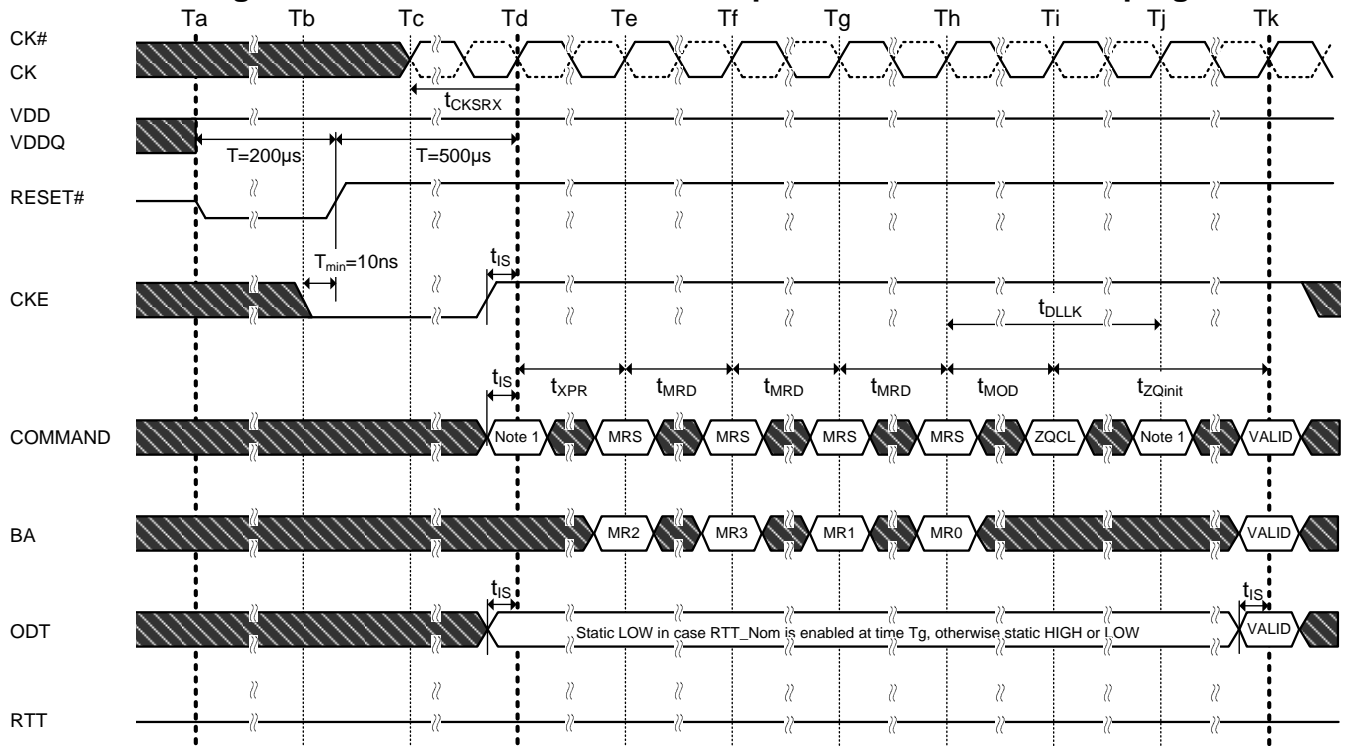 Ta Tb Tc Td Te Tf Tg Th Ti Tj Tk
CK#
CK
tCKSRX
VDD
VDDQ
T=200μs T=500μs
RESET#
Tmin=10ns tIS
CKE
tDLLK
tIS tXPR tMRD tMRD tMRD tMOD tZQinit
COMMAND Note 1 MRS MRS MRS MRS ZQCL Note 1 VALID
BA MR2 MR3 MR1 MR0 VALID
tIS tIS
ODT Static LOW in case RTT_Nom is enabled at time Tg, otherwise static HIGH or LOW VALID
RTT